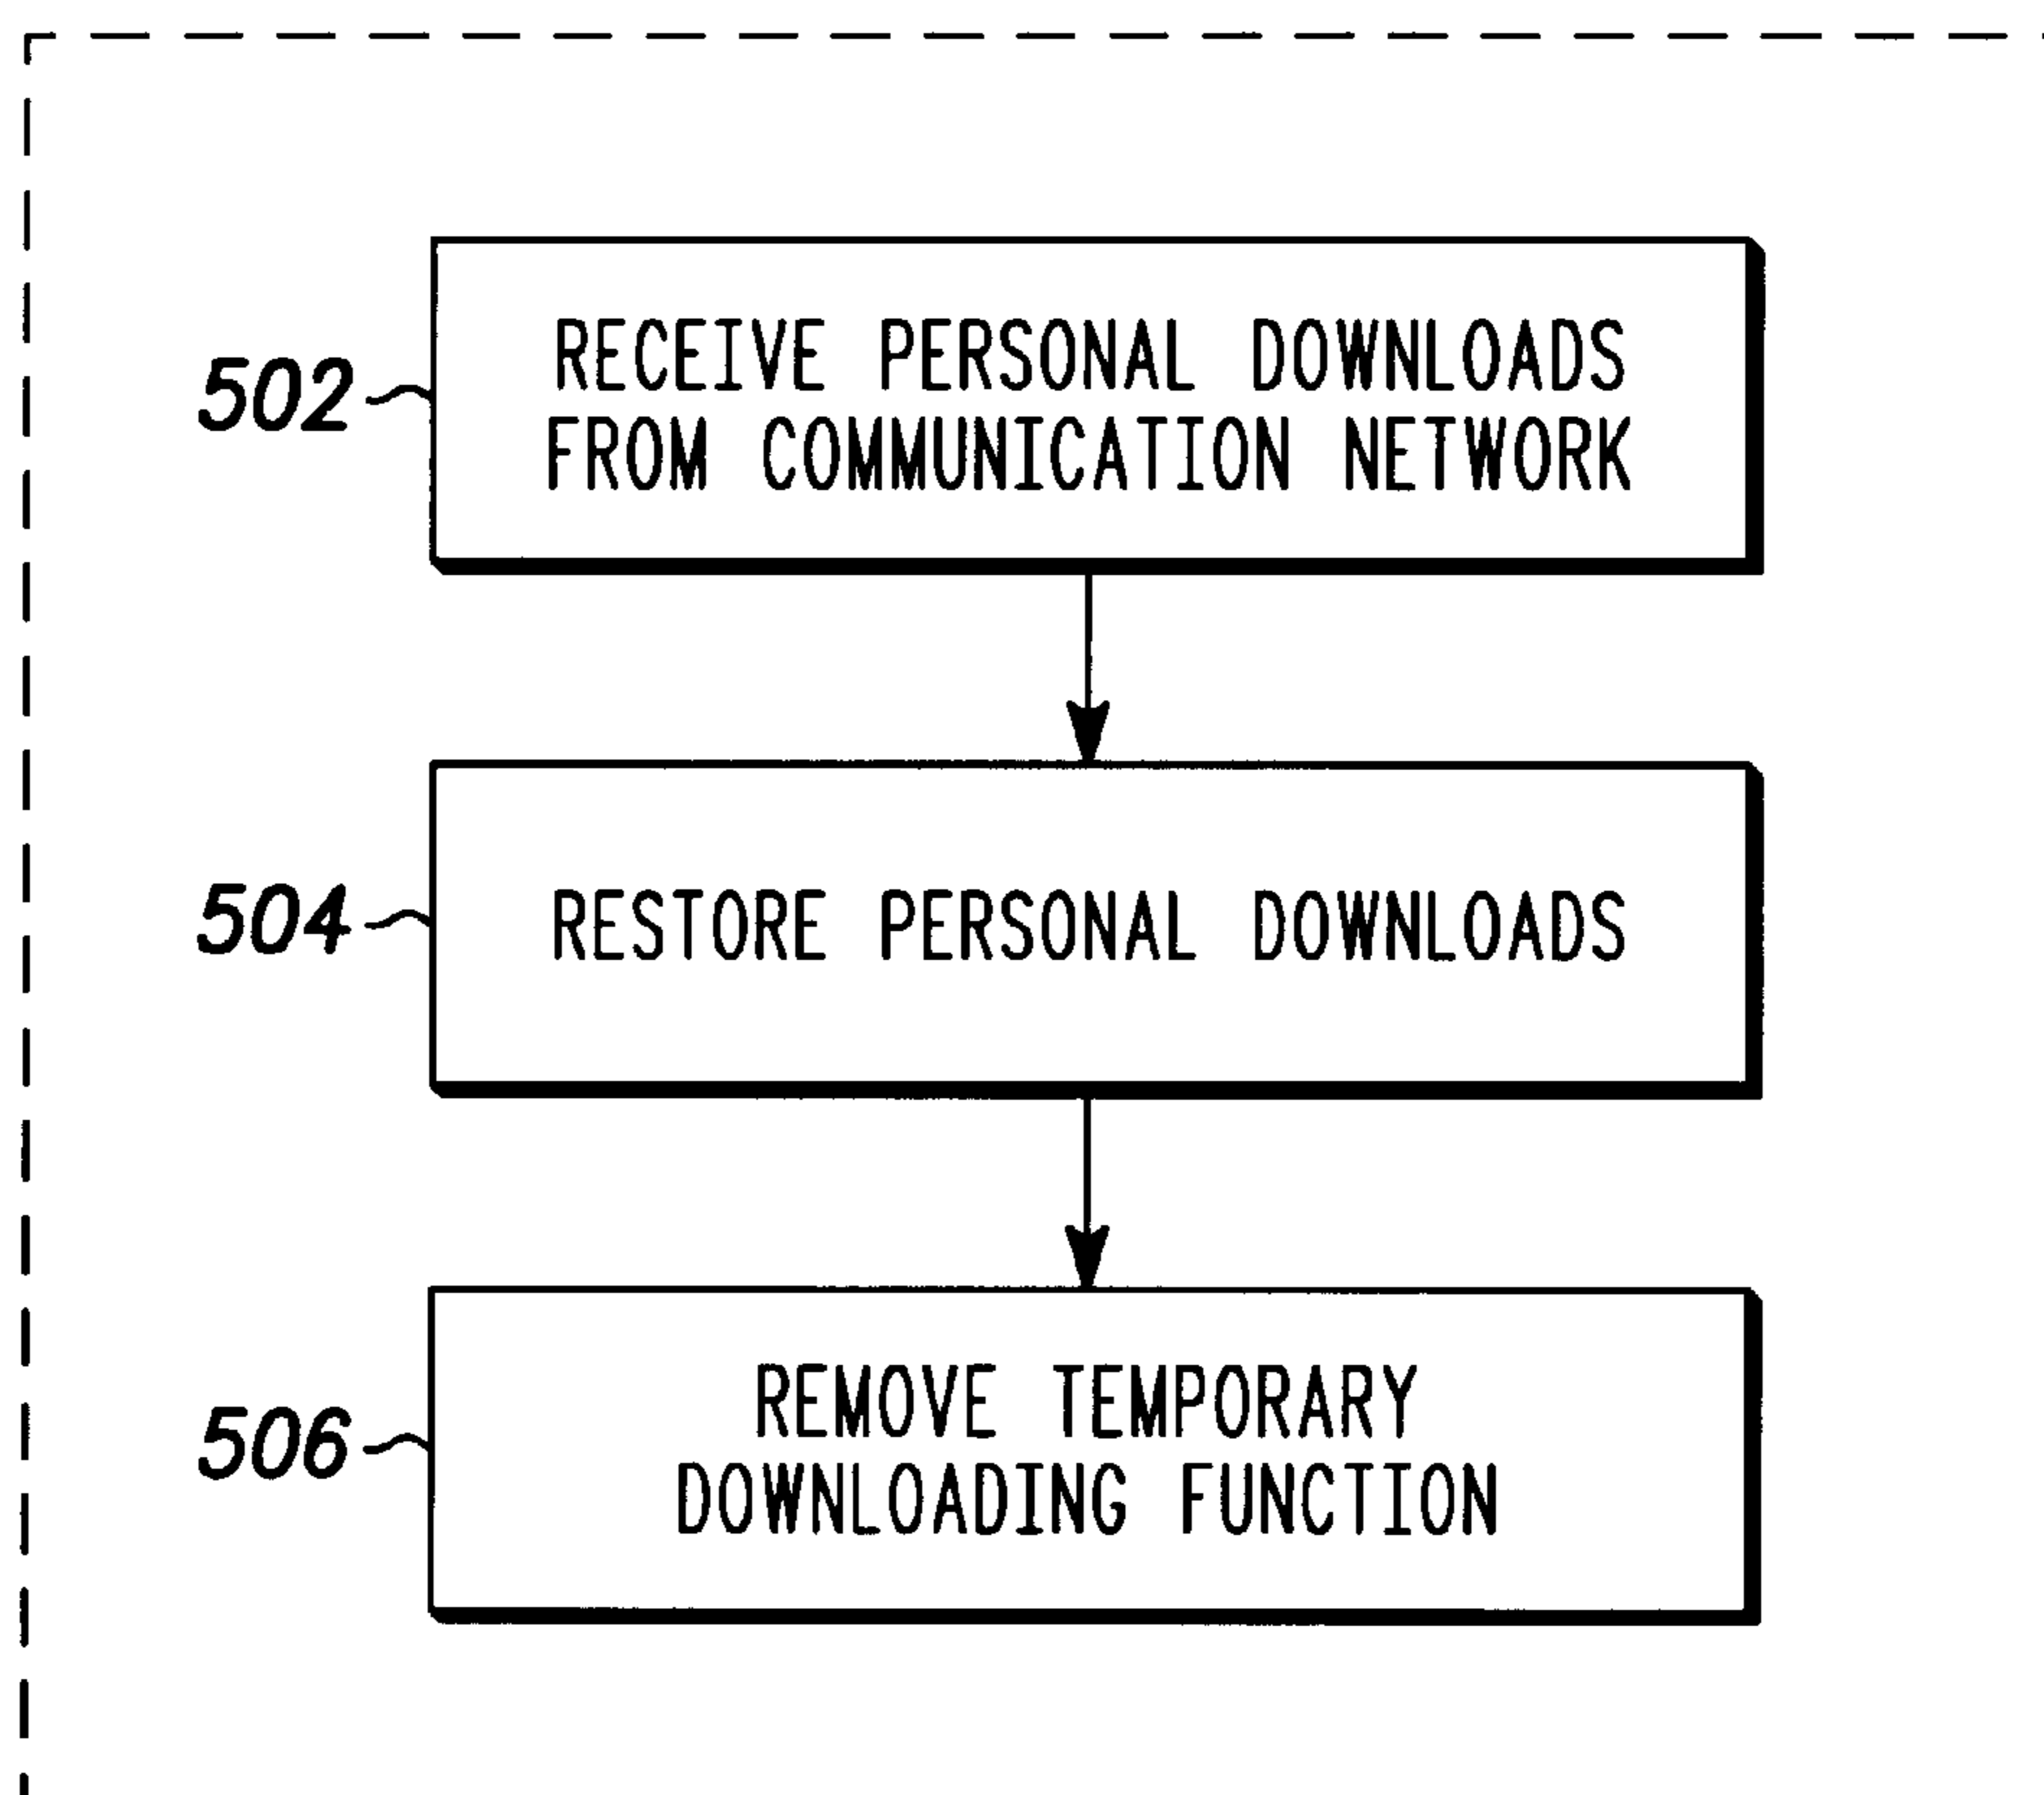 502
RECEIVE PERSONAL DOWNLOADS
FROM COMMUNICATION NETWORK
504
RESTORE PERSONAL DOWNLOADS
506
REMOVE TEMPORARY
DOWNLOADING FUNCTION